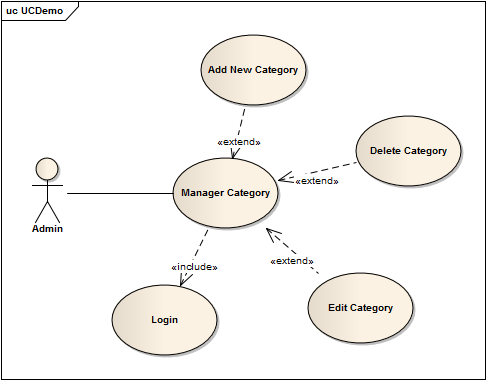 uc UCDemo
Add New Category
«extend»
Delete Category
«extend»
Manager Category
Admin
«include»
«extend»
Login
Edit Category